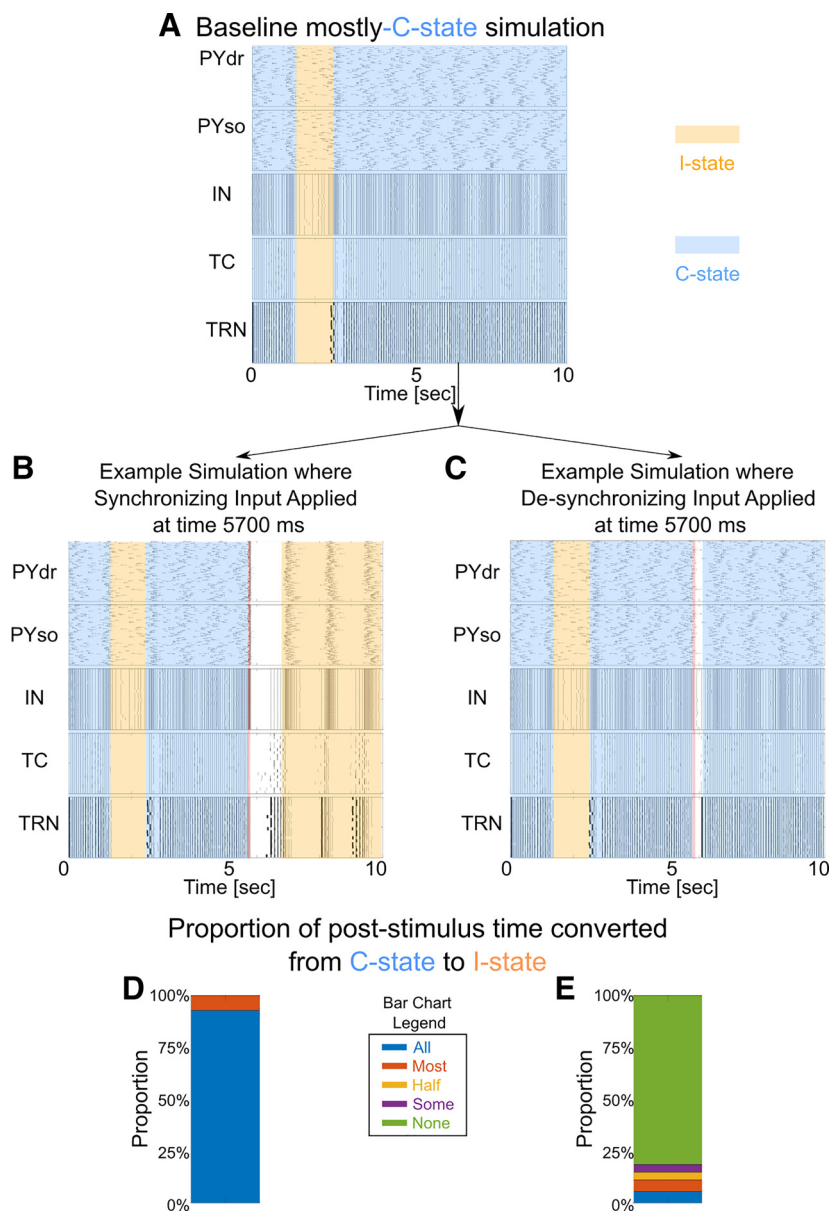 A Baseline mostly-C-state simulation
PYdr
PYso
IN
TC
TRN
0 5 10
Time [sec]
I-state
C-state
B
Example Simulation where
Synchronizing Input Applied
at time 5700 ms
PYdr
PYso
IN
TC
TRN
0 5 10
Time [sec]
C
Example Simulation where
De-synchronizing Input Applied
at time 5700 ms
PYdr
PYso
IN
TC
TRN
0 5 10
Time [sec]
Proportion of post-stimulus time converted
from C-state to I-state
D
100%
75%
50%
25%
0%
Proportion
Bar Chart
Legend
All
Most
Half
Some
None
E
100%
75%
50%
25%
0%
Proportion